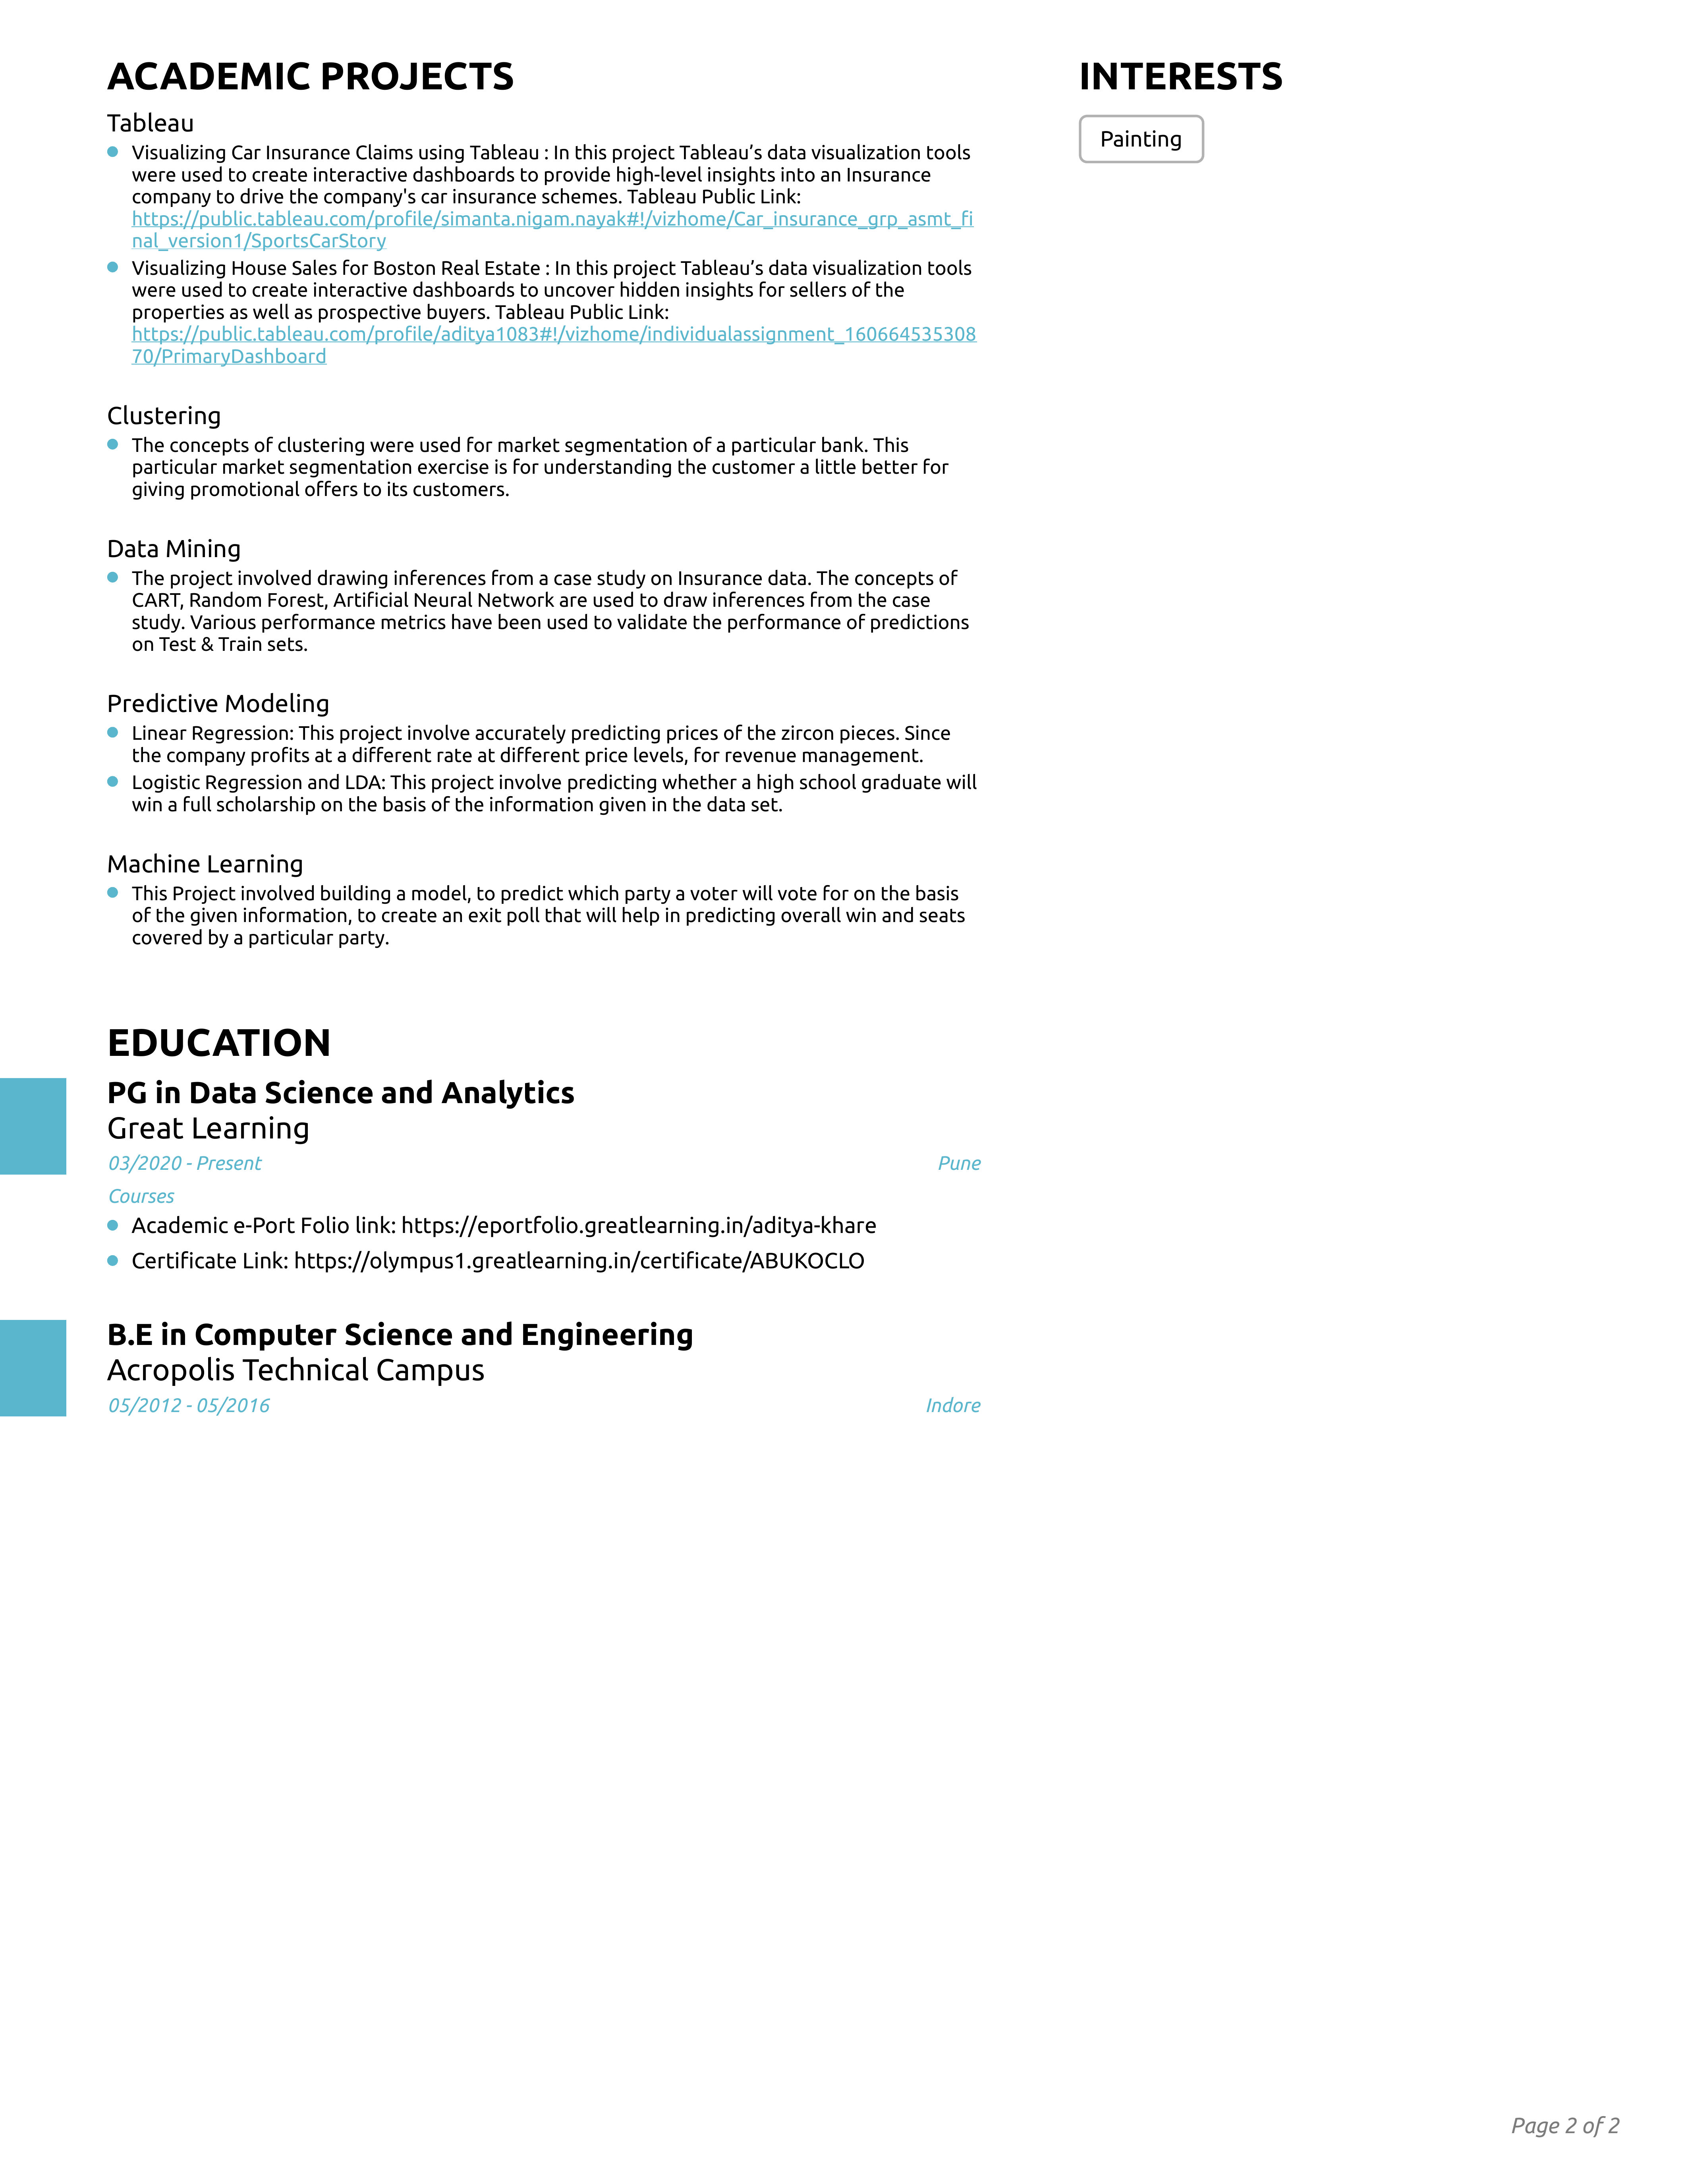 ACADEMIC PROJECTS
Tableau
Visualizing Car Insurance Claims using Tableau : In this project Tableau’s data visualization tools
were used to create interactive dashboards to provide high-level insights into an Insurance
company to drive the company's car insurance schemes. Tableau Public Link:
https://public.tableau.com/profile/simanta.nigam.nayak#!/vizhome/Car_insurance_grp_asmt_fi
nal_version1/SportsCarStory
Visualizing House Sales for Boston Real Estate : In this project Tableau’s data visualization tools
were used to create interactive dashboards to uncover hidden insights for sellers of the
properties as well as prospective buyers. Tableau Public Link:
https://public.tableau.com/profile/aditya1083#!/vizhome/individualassignment_160664535308
70/PrimaryDashboard
Clustering
The concepts of clustering were used for market segmentation of a particular bank. This
particular market segmentation exercise is for understanding the customer a little better for
giving promotional offers to its customers.
Data Mining
The project involved drawing inferences from a case study on Insurance data. The concepts of
CART, Random Forest, Artificial Neural Network are used to draw inferences from the case
study. Various performance metrics have been used to validate the performance of predictions
on Test & Train sets.
Predictive Modeling
Linear Regression: This project involve accurately predicting prices of the zircon pieces. Since
the company profits at a different rate at different price levels, for revenue management.
Logistic Regression and LDA: This project involve predicting whether a high school graduate will
win a full scholarship on the basis of the information given in the data set.
Machine Learning
This Project involved building a model, to predict which party a voter will vote for on the basis
of the given information, to create an exit poll that will help in predicting overall win and seats
covered by a particular party.
EDUCATION
PG in Data Science and Analytics
Great Learning
03/2020 - Present
Pune
Courses
Academic e-Port Folio link: https://eportfolio.greatlearning.in/aditya-khare
Certificate Link: https://olympus1.greatlearning.in/certificate/ABUKOCLO
B.E in Computer Science and Engineering
Acropolis Technical Campus
05/2012 - 05/2016
Indore
INTERESTS
Painting
Page 2 of 2